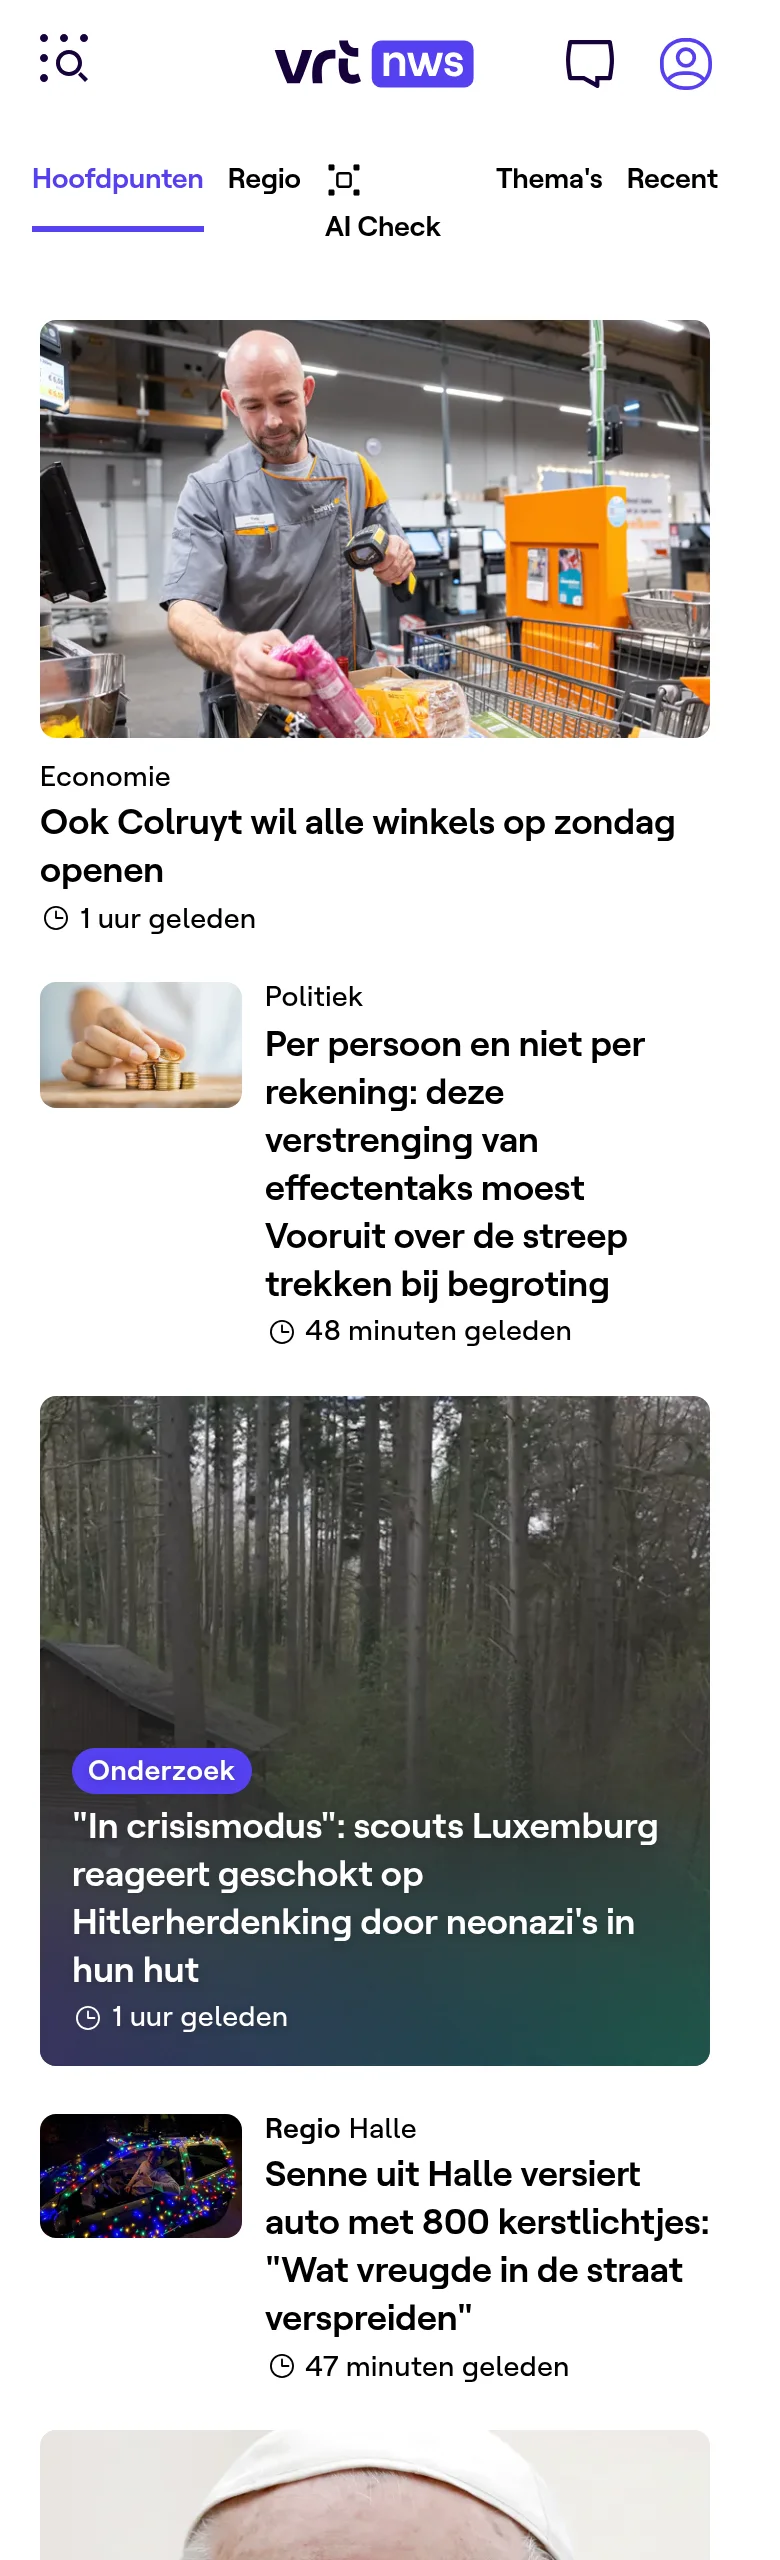 vrt nws
Hoofdpunten Regio AI Check Thema's Recent
Economie
Ook Colruyt wil alle winkels op zondag
openen
1 uur geleden
Politiek
Per persoon en niet per
rekening: deze
verstrenging van
effectentaks moest
Vooruit over de streep
trekken bij begroting
48 minuten geleden
Onderzoek
"In crisismodus": scouts Luxemburg
reageert geschokt op
Hitlerherdenking door neonazi's in
hun hut
1 uur geleden
Regio Halle
Senne uit Halle versiert
auto met 800 kerstlichtjes:
"Wat vreugde in de straat
verspreiden"
47 minuten geleden